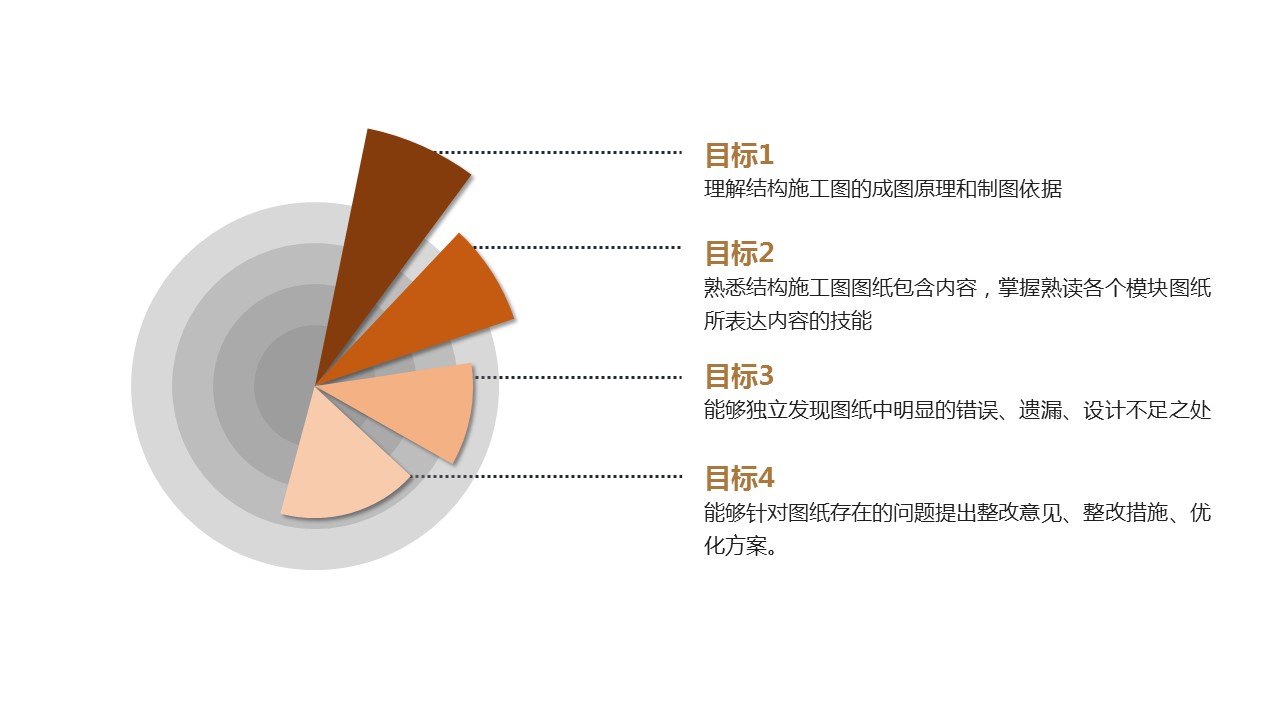 目标1
理解结构施工图的成图原理和制图依据
目标2
熟悉结构施工图图纸包含内容，掌握熟读各个模块图纸
所表达内容的技能
目标3
能够独立发现图纸中明显的错误、遗漏、设计不足之处
目标4
能够针对图纸存在的问题提出整改意见、整改措施、优
化方案。